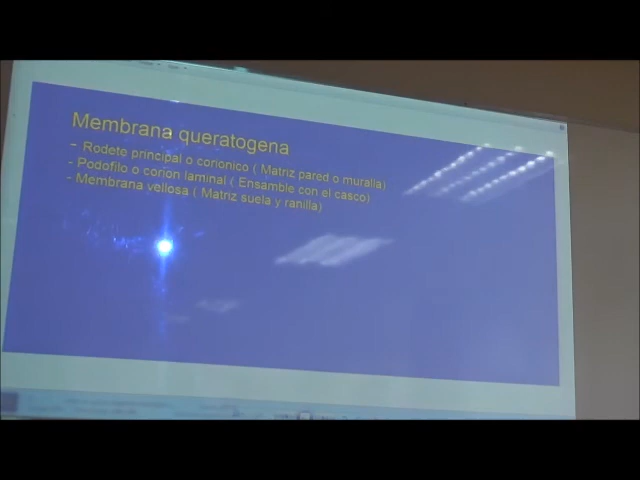 Membrana queratogena
- Rodete principal o corionico ( Matriz pared o muralla)
- Podofilo o corion laminal ( Ensamble con el casco)
- Membrana vellosa ( Matriz suela y ranilla)